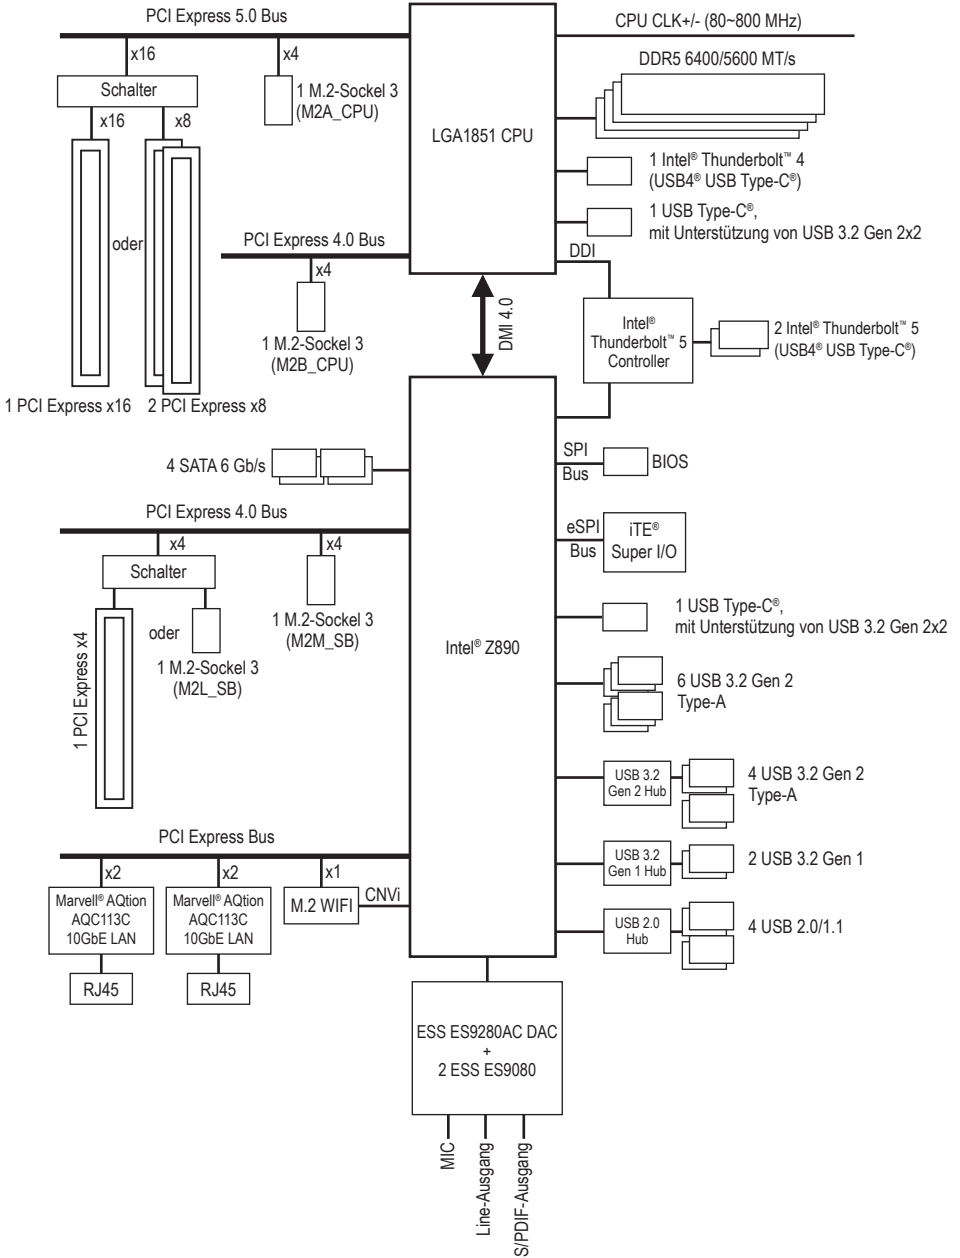 PCI Express 5.0 Bus
x16
x4
Schalter
1 M.2-Sockel 3
(M2A_CPU)
x16
x8
oder
1 PCI Express x16
2 PCI Express x8
PCI Express 4.0 Bus
x4
1 M.2-Sockel 3
(M2B_CPU)
LGA1851 CPU
CPU CLK+/- (80~800 MHz)
DDR5 6400/5600 MT/s
1 Intel® Thunderbolt™ 4
(USB4® USB Type-C®)
1 USB Type-C®,
mit Unterstützung von USB 3.2 Gen 2x2
DDI
DMI 4.0
Intel®
Thunderbolt™ 5
Controller
2 Intel® Thunderbolt™ 5
(USB4® USB Type-C®)
4 SATA 6 Gb/s
SPI
Bus
BIOS
PCI Express 4.0 Bus
x4
x4
Schalter
oder
1 PCI Express x4
1 M.2-Sockel 3
(M2L_SB)
1 M.2-Sockel 3
(M2M_SB)
eSPI
Bus
iTE®
Super I/O
Intel® Z890
1 USB Type-C®,
mit Unterstützung von USB 3.2 Gen 2x2
6 USB 3.2 Gen 2
Type-A
USB 3.2
Gen 2 Hub
4 USB 3.2 Gen 2
Type-A
PCI Express Bus
x2
x2
x1
Marvell® AQtion
AQC113C
10GbE LAN
RJ45
Marvell® AQtion
AQC113C
10GbE LAN
RJ45
M.2 WIFI
CNVi
USB 3.2
Gen 1 Hub
2 USB 3.2 Gen 1
USB 2.0
Hub
4 USB 2.0/1.1
ESS ES9280AC DAC
+
2 ESS ES9080
MIC
Line-Ausgang
S/PDIF-Ausgang